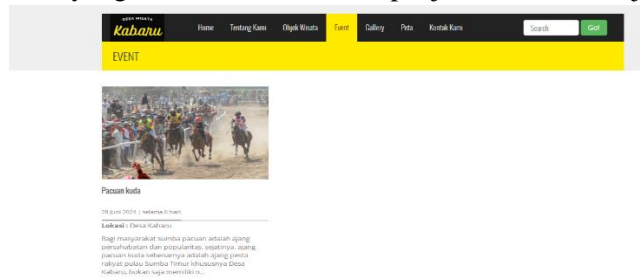 DESA WISATA
Kabaru
Home Tentang Kami Objek Wisata Event Gallery Peta Kontak Kami Search Go!
EVENT
Pacuan kuda
28 Juni 2024 | selama 6 hari
Lokasi : Desa Kabaru
Bagi masyarakat sumba pacuan adalah ajang
persahabatan dan popularitas. sejatinya, ajang
pacuan kuda sebenarnya adalah ajang pesta
rakyat pulau Sumba Timur khususnya Desa
Kabaru, bukan saja memiliki n...